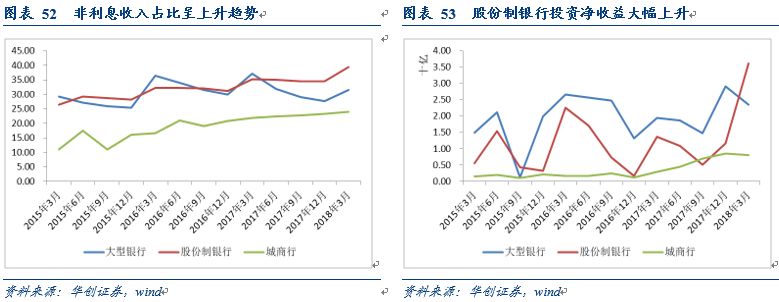 图表 52 非利息收入占比呈上升趋势
45.00
40.00
35.00
30.00
25.00
20.00
15.00
10.00
5.00
0.00
2015年3月
2015年6月
2015年9月
2015年12月
2016年3月
2016年6月
2016年9月
2016年12月
2017年3月
2017年6月
2017年9月
2017年12月
2018年3月
大型银行 股份制银行 城商行
资料来源：华创证券，wind
图表 53 股份制银行投资净收益大幅上升
十亿
4.00
3.50
3.00
2.50
2.00
1.50
1.00
0.50
0.00
2015年3月
2015年6月
2015年9月
2015年12月
2016年3月
2016年6月
2016年9月
2016年12月
2017年3月
2017年6月
2017年9月
2017年12月
2018年3月
大型银行 股份制银行 城商行
资料来源：华创证券，wind